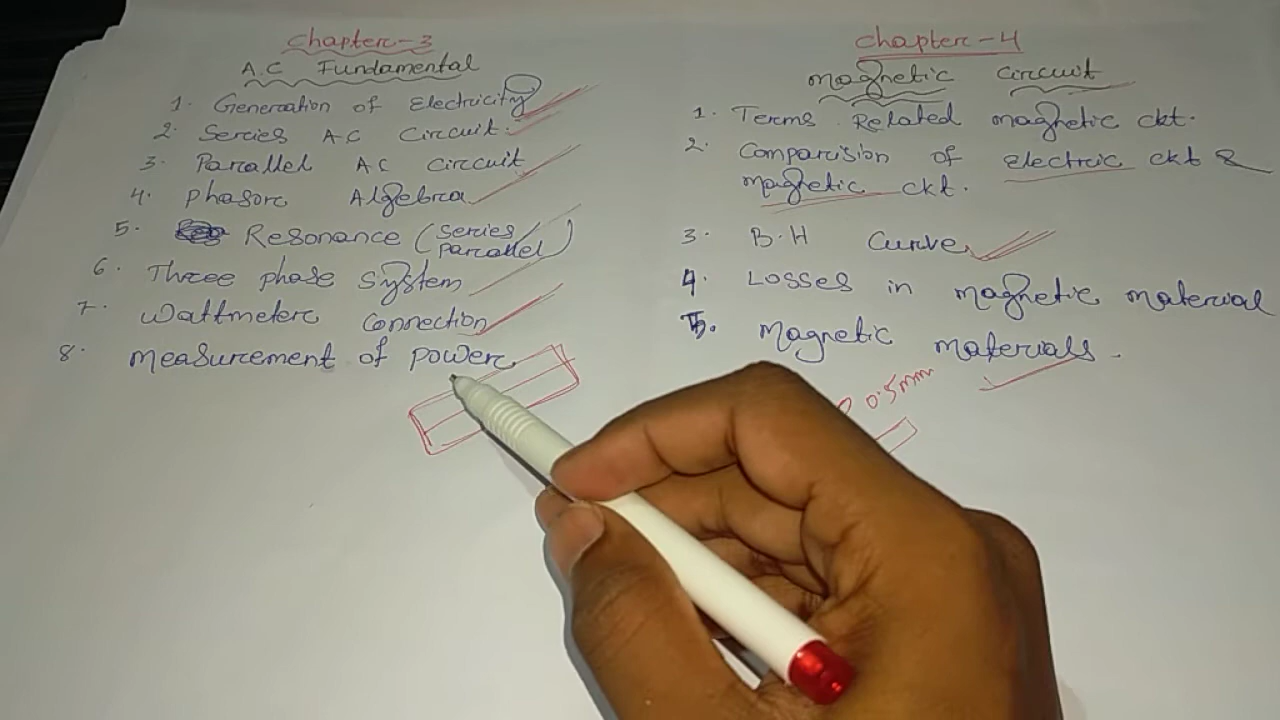 Chapter-3
A.C Fundamental
1. Generation of Electricity
2. Series A.C Circuit.
3. Parallel A.C Circuit
4. Phasor Algebra
5. Resonance (series/parallel)
6. Three phase system
7. Wattmeter Connection
8. Measurement of power
Chapter-4
Magnetic Circuit
1. Terms Related magnetic ckt.
2. Comparision of electric ckt &
magnetic ckt.
3. B.H Curve
4. Losses in magnetic material
5. Magnetic materials.
0.5mm